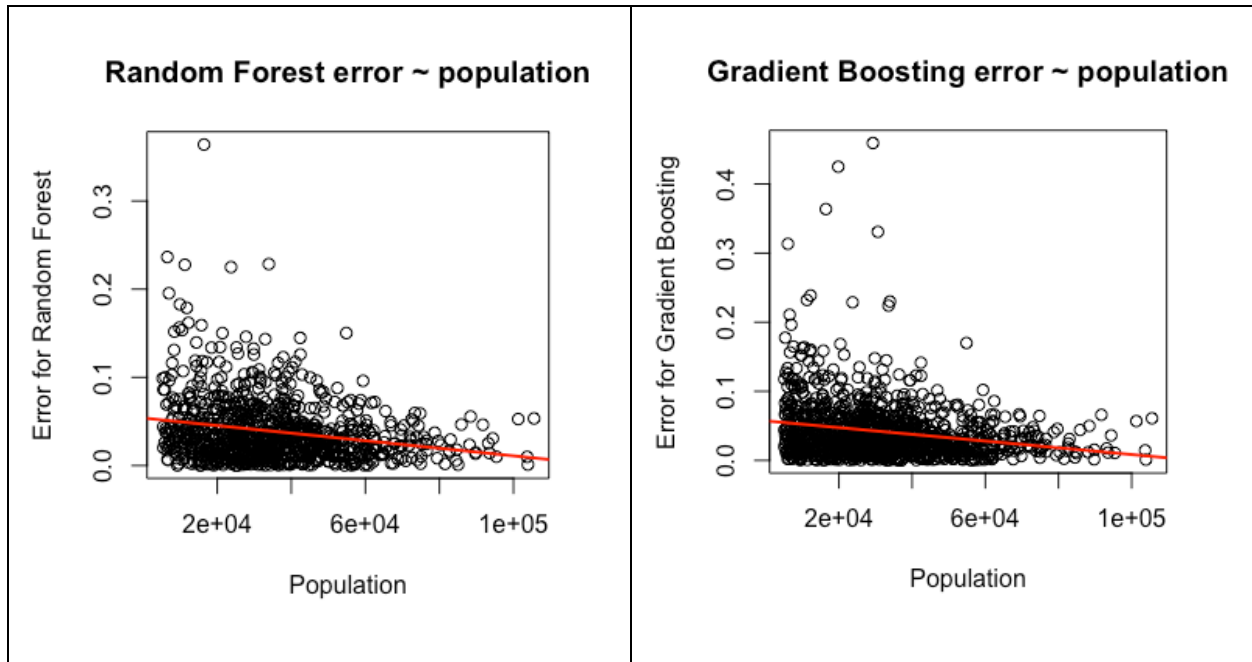 Random Forest error ~ population
Error for Random Forest
0.3
0.2
0.1
0.0
2e+04 6e+04 1e+05
Population
Gradient Boosting error ~ population
Error for Gradient Boosting
0.4
0.3
0.2
0.1
0.0
2e+04 6e+04 1e+05
Population